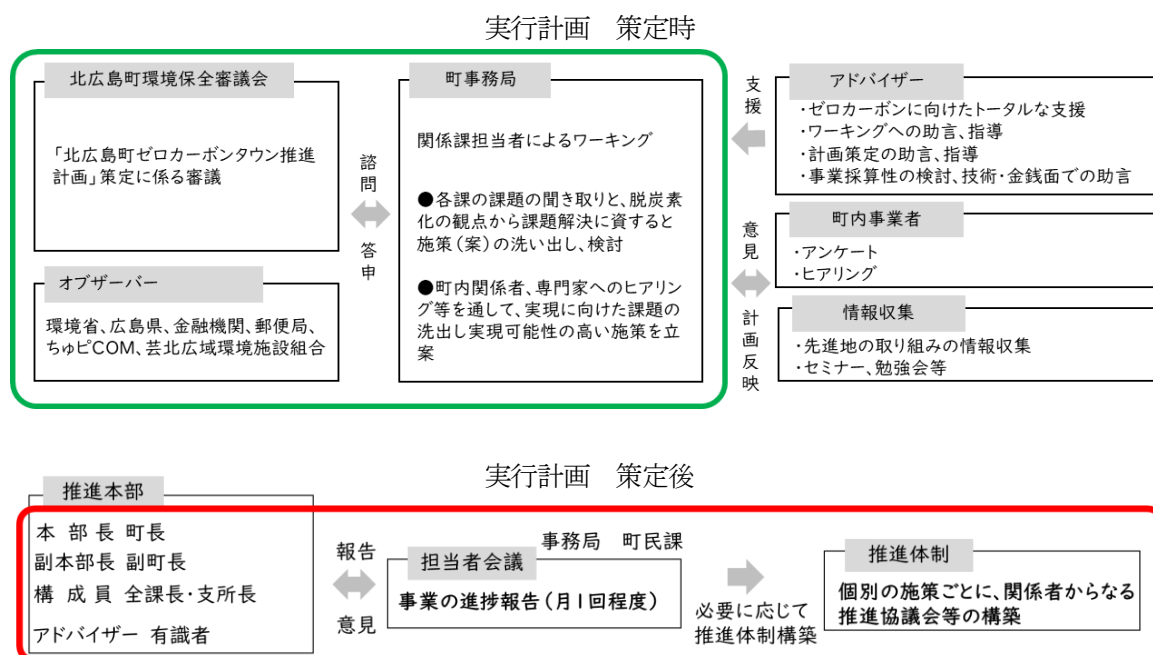 実行計画　策定時
北広島町環境保全審議会
「北広島町ゼロカーボンタウン推進
計画」策定に係る審議
オブザーバー
環境省、広島県、金融機関、郵便局、
ちゅピCOM、芸北広域環境施設組合
諮問
答申
町事務局
関係課担当者によるワーキング
●各課の課題の聞き取りと、脱炭素
化の観点から課題解決に資すると
施策(案)の洗い出し、検討
●町内関係者、専門家へのヒアリン
グ等を通して、実現に向けた課題の
洗出し実現可能性の高い施策を立
案
支援
アドバイザー
・ゼロカーボンに向けたトータルな支援
・ワーキングへの助言、指導
・計画策定の助言、指導
・事業採算性の検討、技術・金銭面での助言
意見
計画反映
町内事業者
・アンケート
・ヒアリング
情報収集
・先進地の取り組みの情報収集
・セミナー、勉強会等
実行計画　策定後
推進本部
本 部 長 町長
副本部長 副町長
構 成 員 全課長・支所長
アドバイザー 有識者
報告
意見
事務局　町民課
担当者会議
事業の進捗報告(月1回程度)
必要に応じて
推進体制構築
推進体制
個別の施策ごとに、関係者からなる
推進協議会等の構築